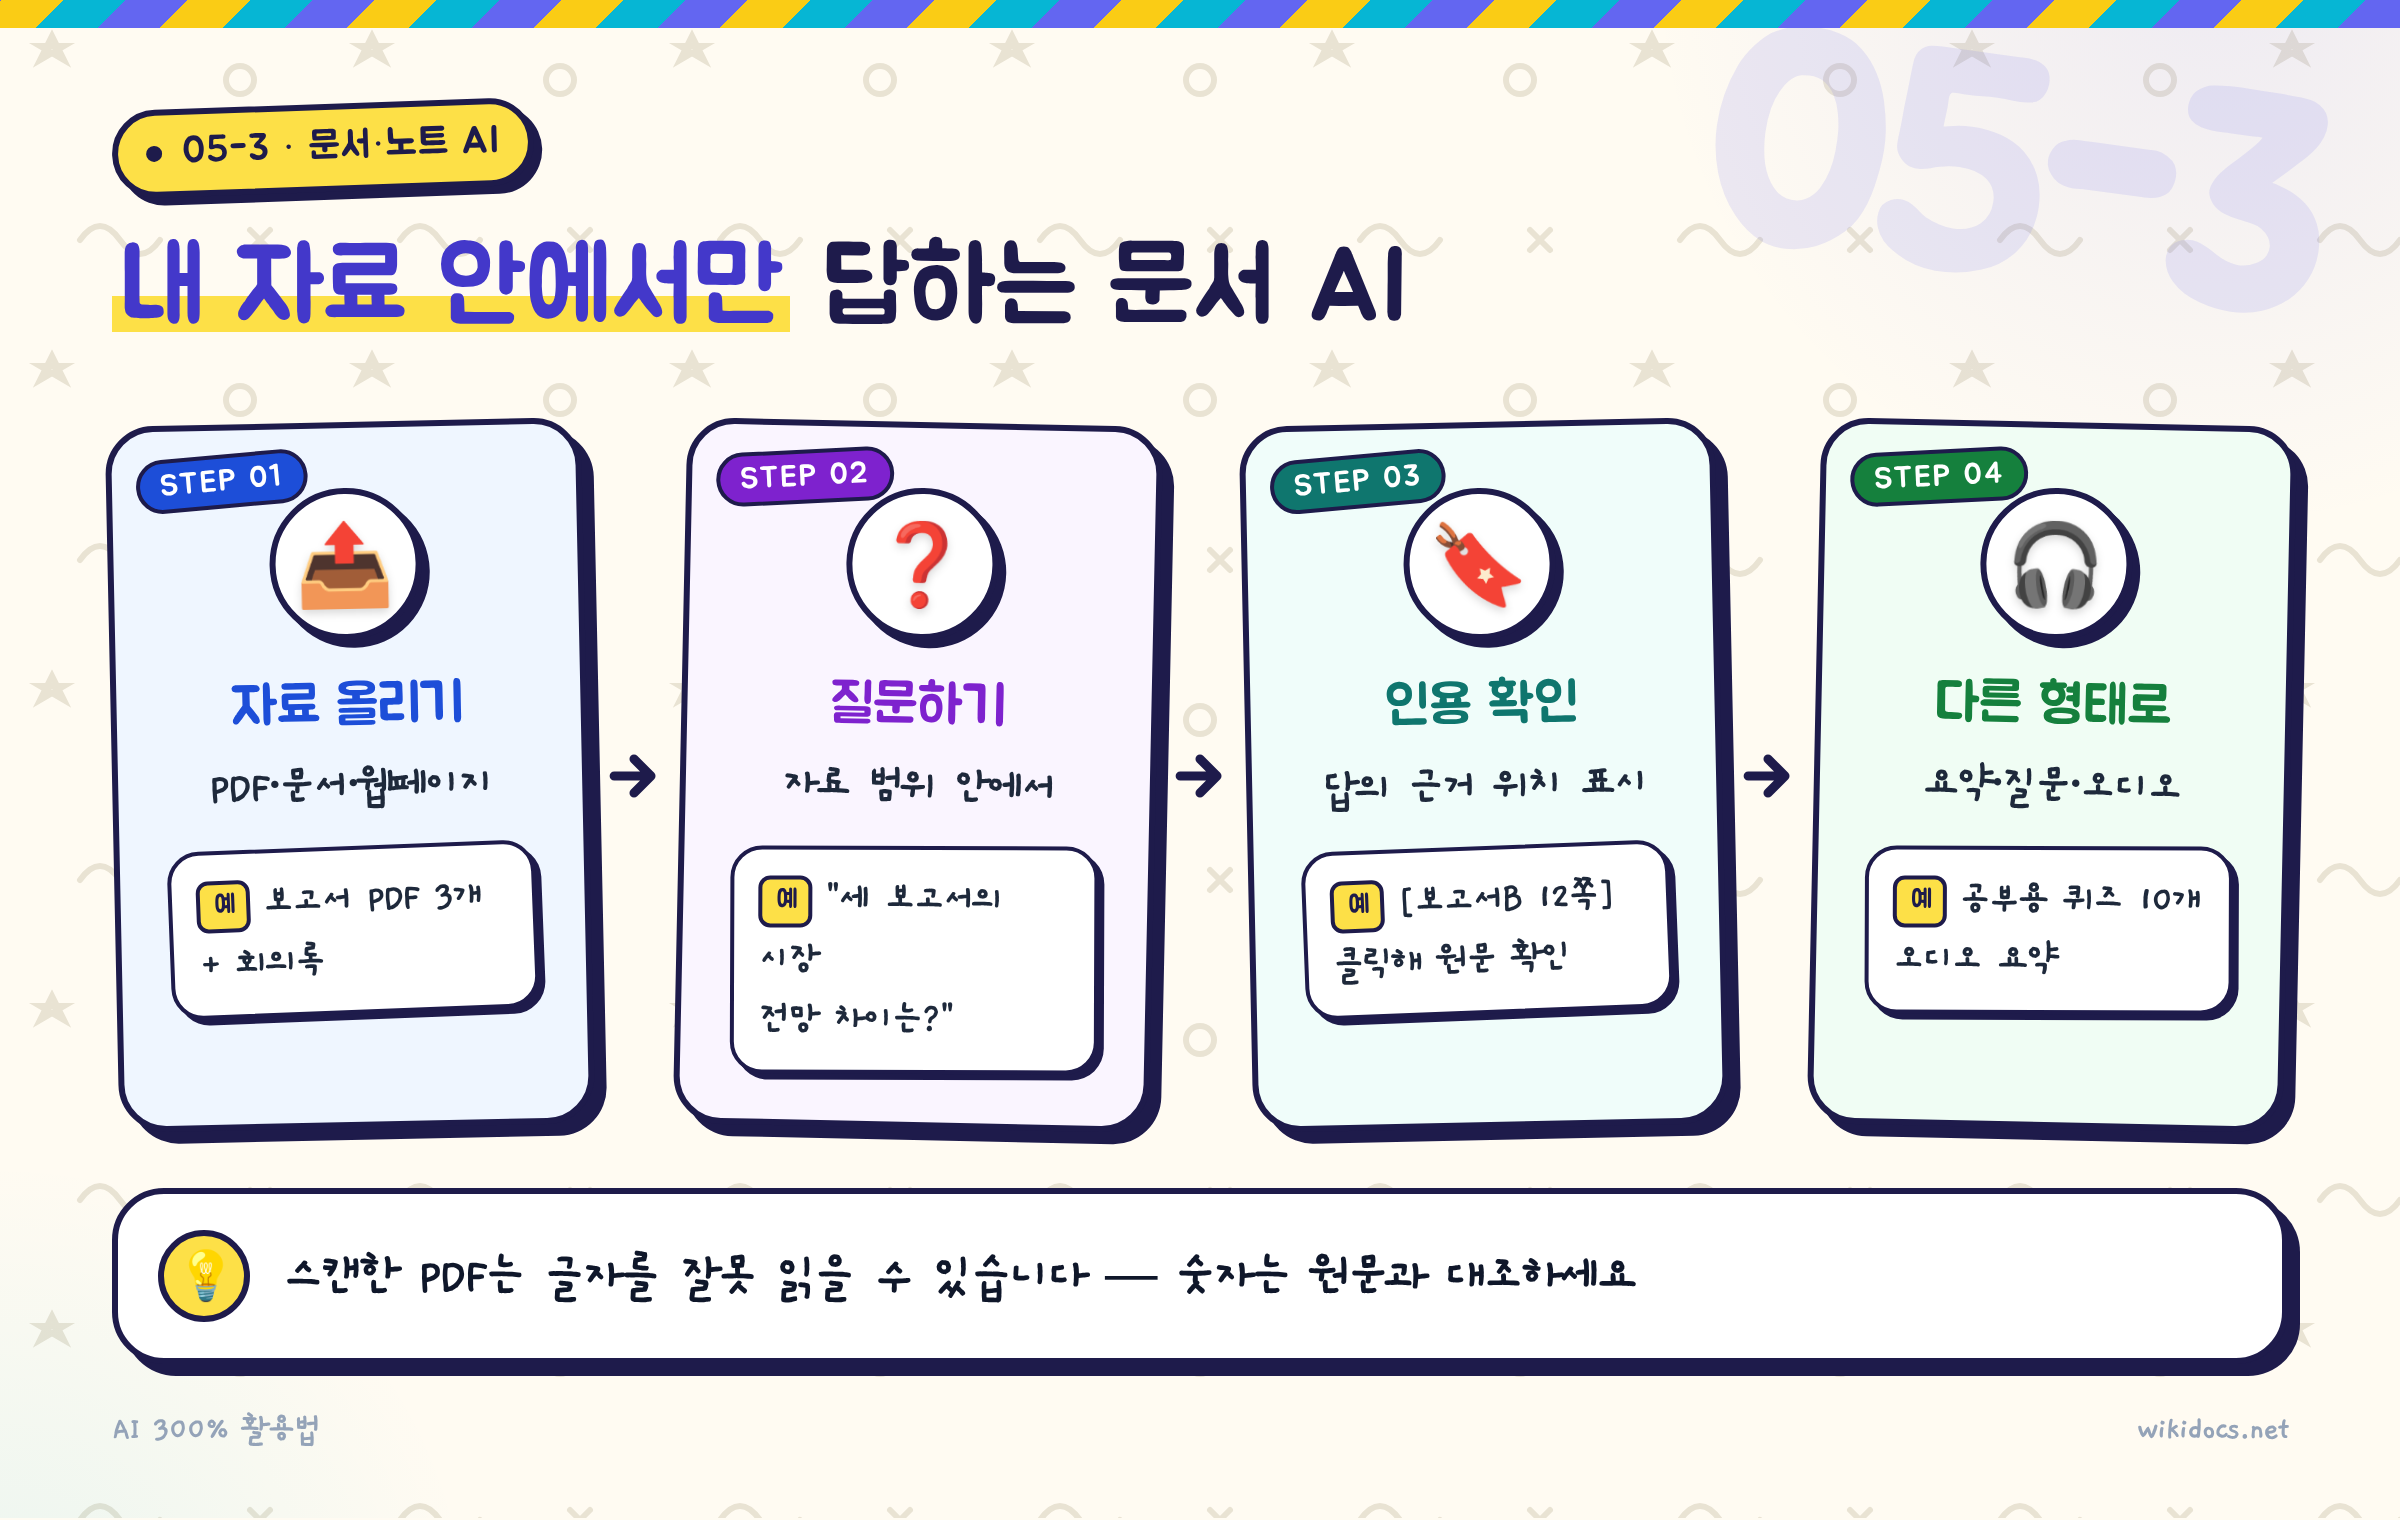 05-3
05-3 · 문서·노트 AI
내 자료 안에서만 답하는 문서 AI
STEP 01
자료 올리기
PDF·문서·웹페이지
예 보고서 PDF 3개
+ 회의록
STEP 02
질문하기
자료 범위 안에서
예 "세 보고서의
시장
전망 차이는?"
STEP 03
인용 확인
답의 근거 위치 표시
예 [보고서B 12쪽]
클릭해 원문 확인
STEP 04
다른 형태로
요약·질문·오디오
예 공부용 퀴즈 10개
오디오 요약
스캔한 PDF는 글자를 잘못 읽을 수 있습니다 — 숫자는 원문과 대조하세요
AI 300% 활용법
wikidocs.net